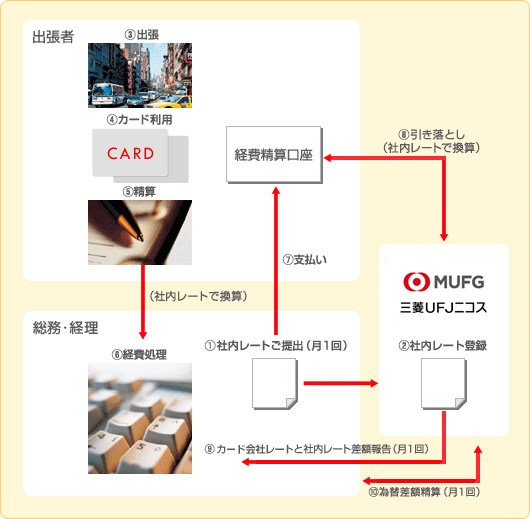 出張者
③出張
④カード利用
CARD
⑤精算
経費精算口座
⑧引き落とし
(社内レートで換算)
⑦支払い
(社内レートで換算)
MUFG
三菱UFJニコス
総務・経理
⑥経費処理
①社内レートご提出(月1回)
②社内レート登録
⑨カード会社レートと社内レート差額報告(月1回)
⑩為替差額精算(月1回)